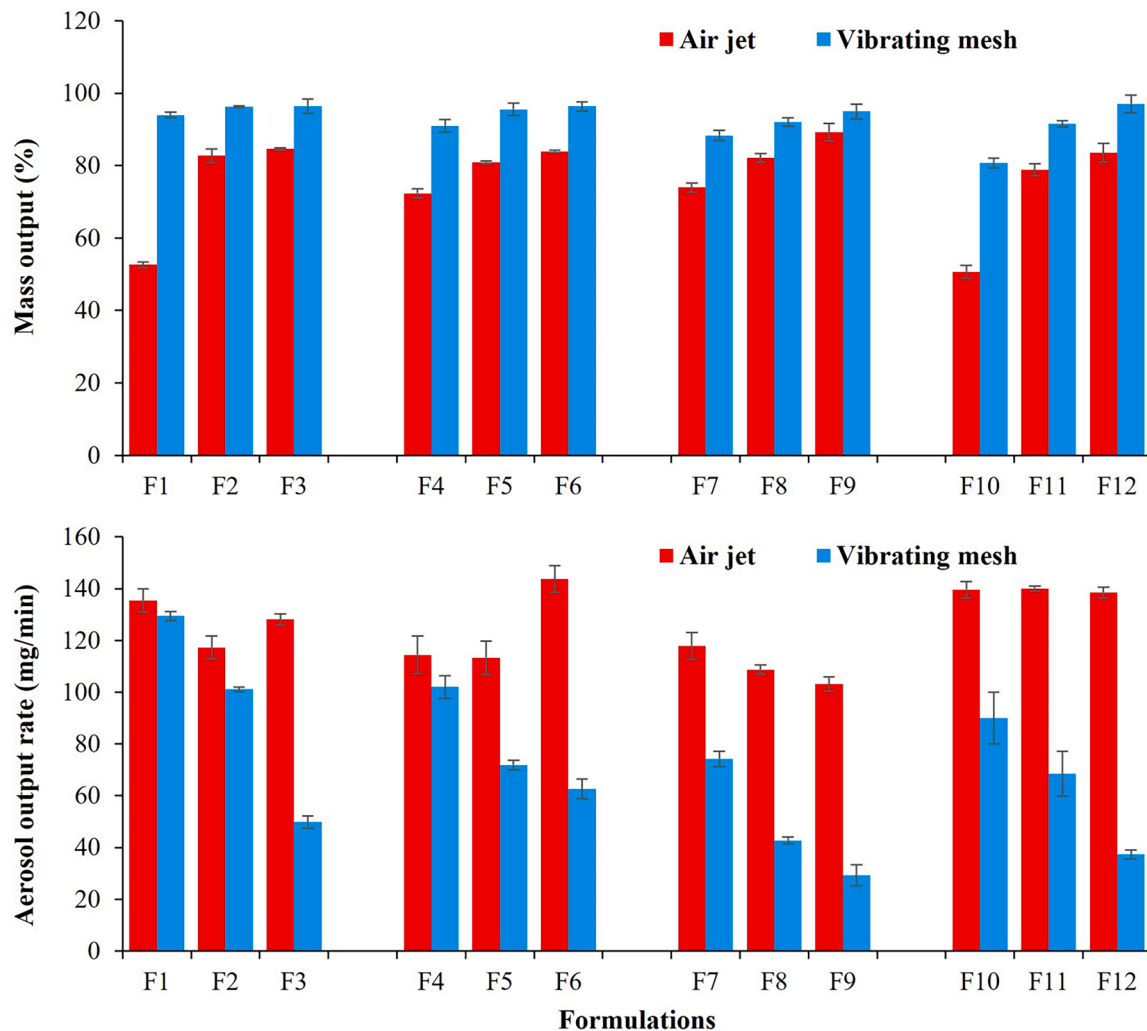 120
100
80
60
40
20
0
Mass output (%)
Air jet Vibrating mesh
F1 F2 F3 F4 F5 F6 F7 F8 F9 F10 F11 F12
160
140
120
100
80
60
40
20
0
Aerosol output rate (mg/min)
Air jet Vibrating mesh
F1 F2 F3 F4 F5 F6 F7 F8 F9 F10 F11 F12
Formulations